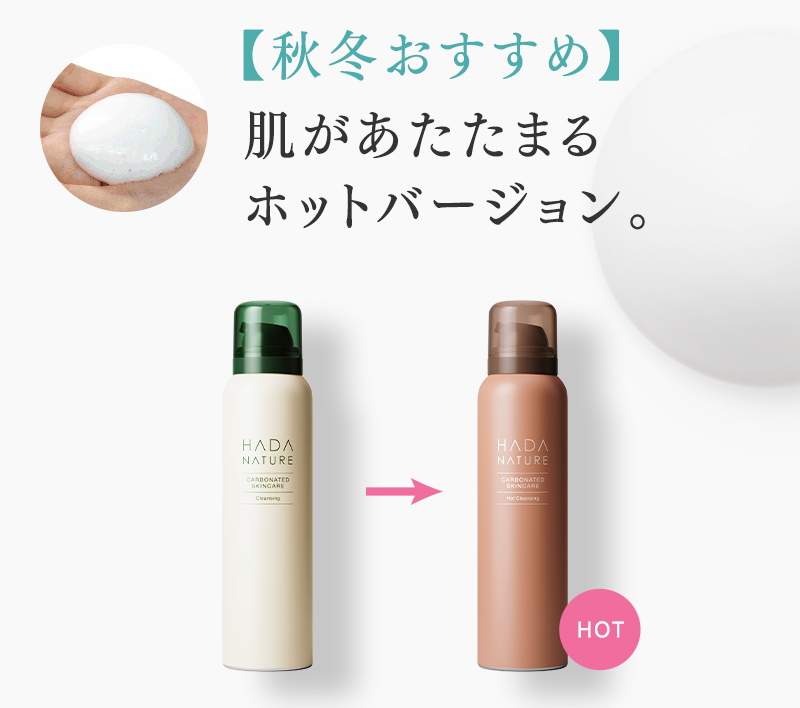 【秋冬おすすめ】
肌があたたまる
ホットバージョン。
HADA
NATURE
CARBONATED
SKINCARE
Cleansing
HADA
NATURE
CARBONATED
SKINCARE
Hot Cleansing
HOT